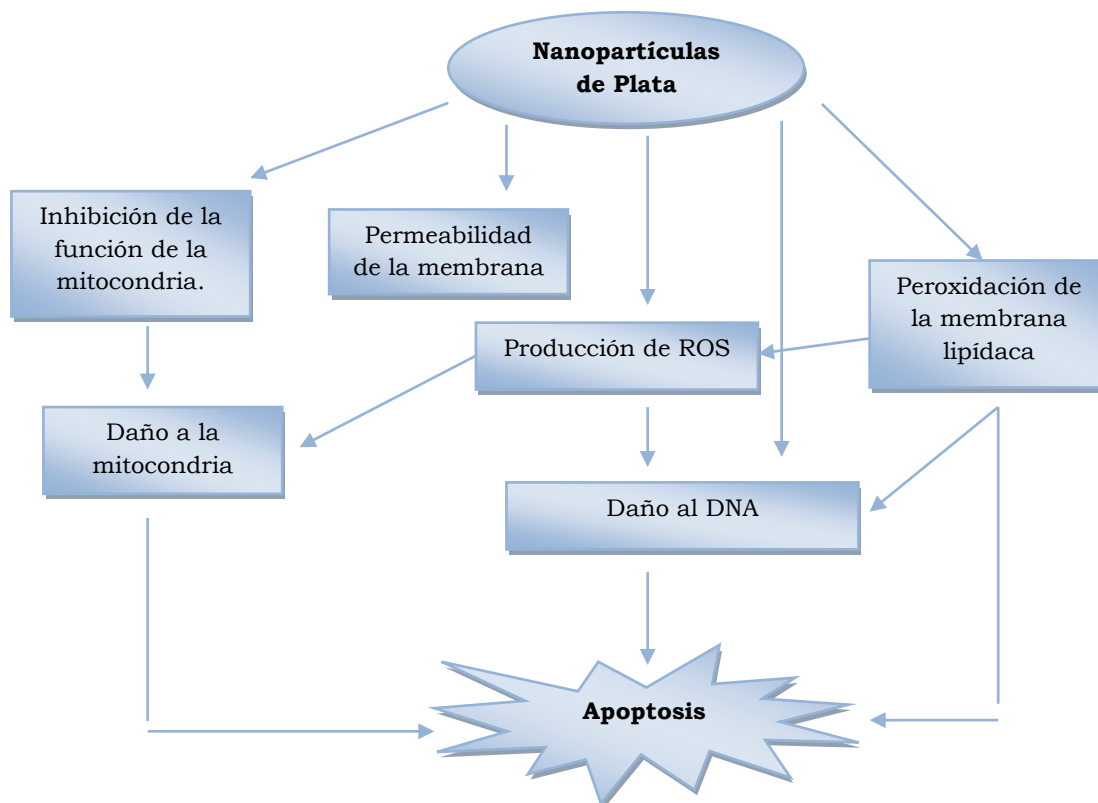 Nanopartículas
de Plata
Inhibición de la
función de la
mitocondria.
Permeabilidad
de la membrana
Peroxidación de
la membrana
lipídaca
Producción de ROS
Daño a la
mitocondria
Daño al DNA
Apoptosis